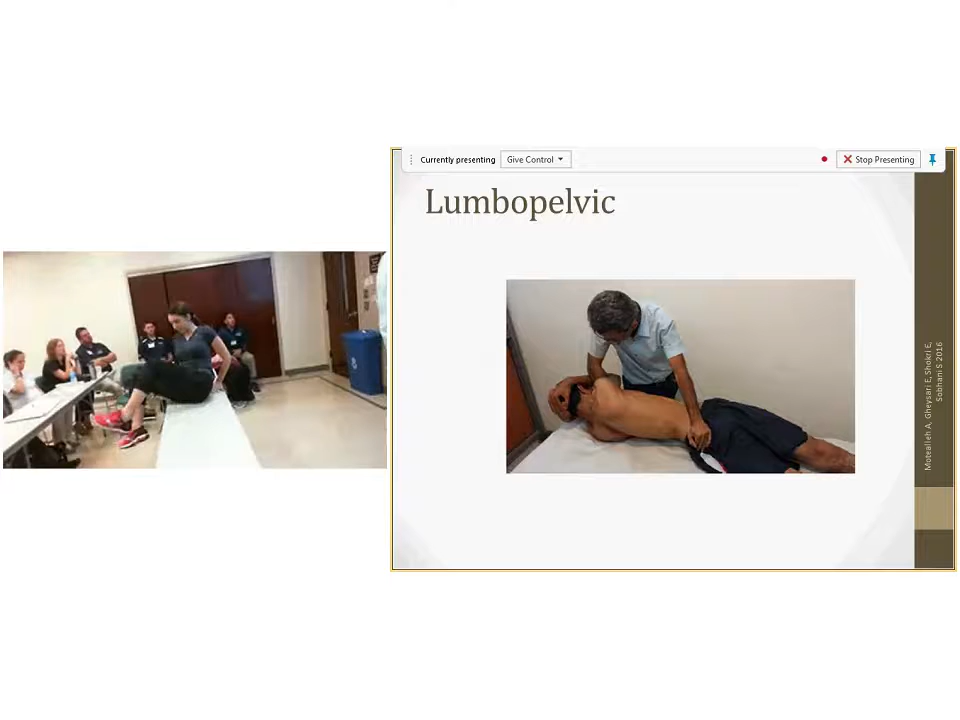 Currently presenting
Give Control
Stop Presenting
Lumbopelvic
Motealleh A, Gheysari E, Shokri E,
Sobhani S 2016